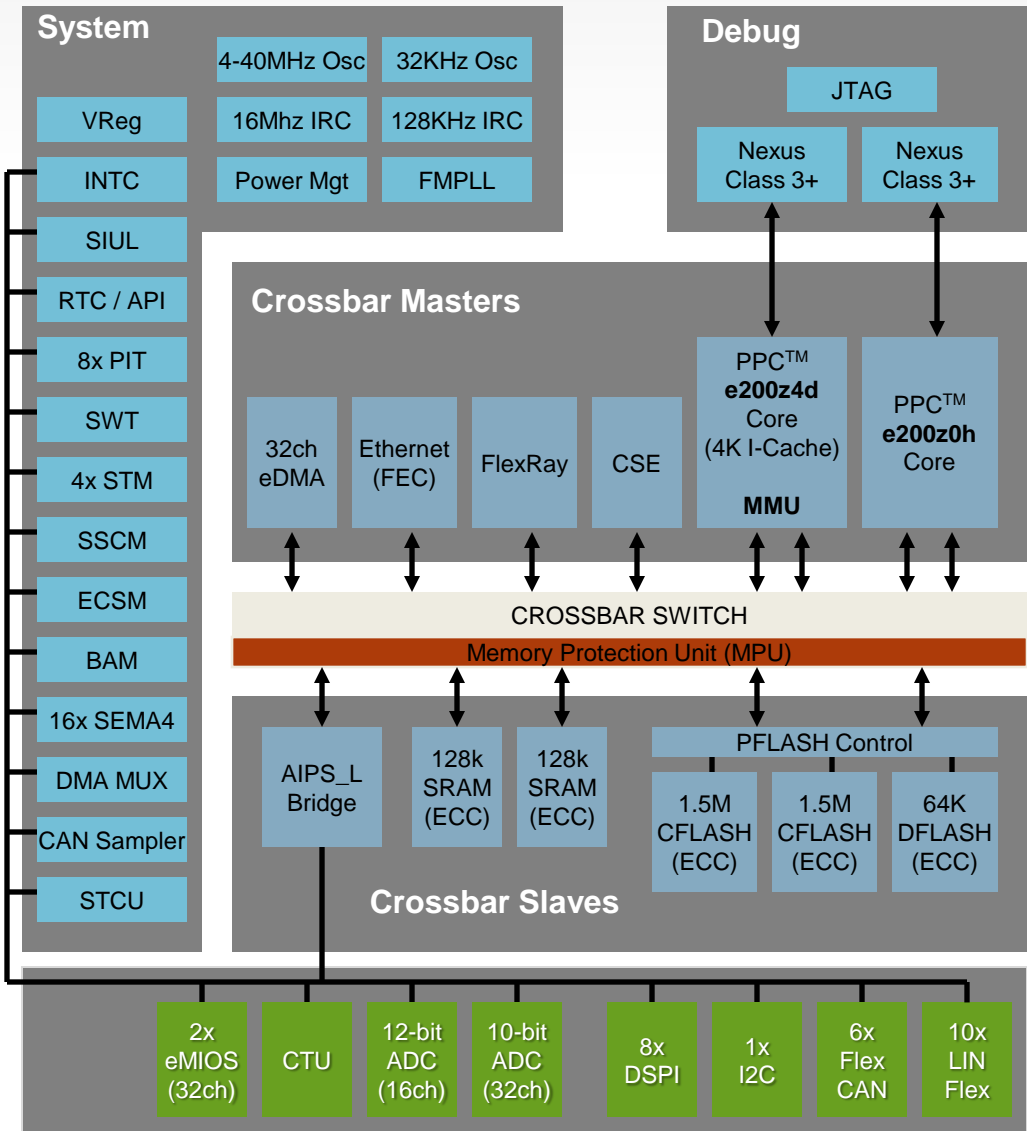 System
4-40MHz Osc
32KHz Osc
VReg
16Mhz IRC
128KHz IRC
INTC
Power Mgt
FMPLL
SIUL
RTC / API
8x PIT
SWT
4x STM
SSCM
ECSM
BAM
16x SEMA4
DMA MUX
CAN Sampler
STCU
Debug
JTAG
Nexus
Class 3+
Nexus
Class 3+
Crossbar Masters
32ch
eDMA
Ethernet
(FEC)
FlexRay
CSE
PPC™
e200z4d
Core
(4K I-Cache)
MMU
PPC™
e200z0h
Core
CROSSBAR SWITCH
Memory Protection Unit (MPU)
AIPS_L
Bridge
128k
SRAM
(ECC)
128k
SRAM
(ECC)
PFLASH Control
1.5M
CFLASH
(ECC)
1.5M
CFLASH
(ECC)
64K
DFLASH
(ECC)
Crossbar Slaves
2x
eMIOS
(32ch)
CTU
12-bit
ADC
(16ch)
10-bit
ADC
(32ch)
8x
DSPI
1x
I2C
6x
Flex
CAN
10x
LIN
Flex